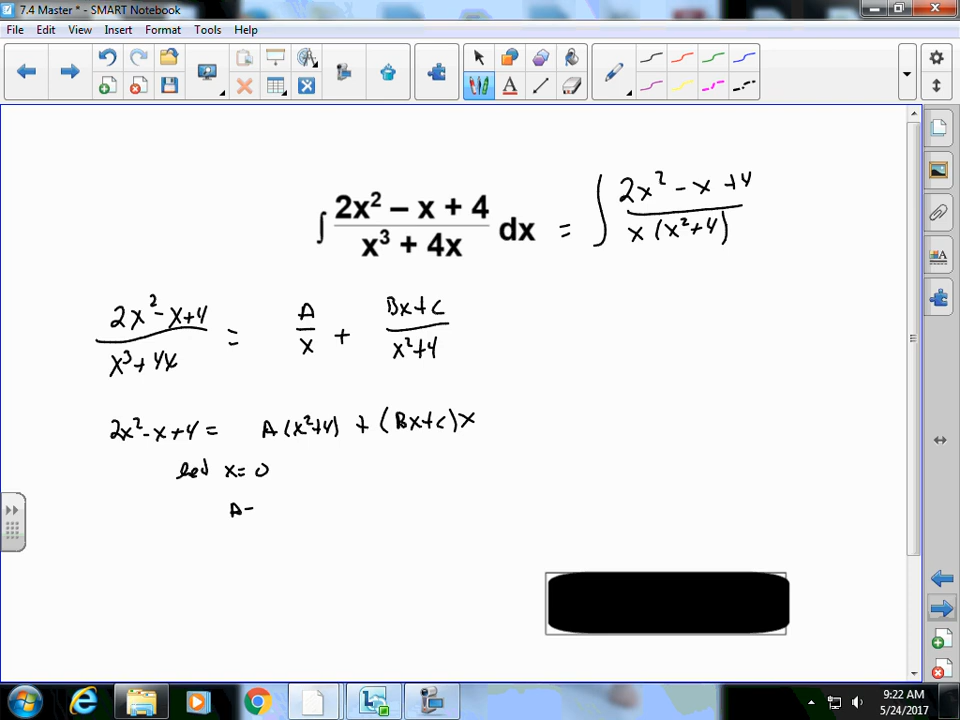 7.4 Master * - SMART Notebook
File Edit View Insert Format Tools Help
∫ (2x² – x + 4)/(x³ + 4x) dx = ∫ (2x² - x + 4)/(x (x²+4))
(2x² - x + 4)/(x³ + 4x) = A/x + (Bx+C)/(x²+4)
2x² - x + 4 = A (x²+4) + (Bx+C) x
let x = 0
A =
9:22 AM
5/24/2017